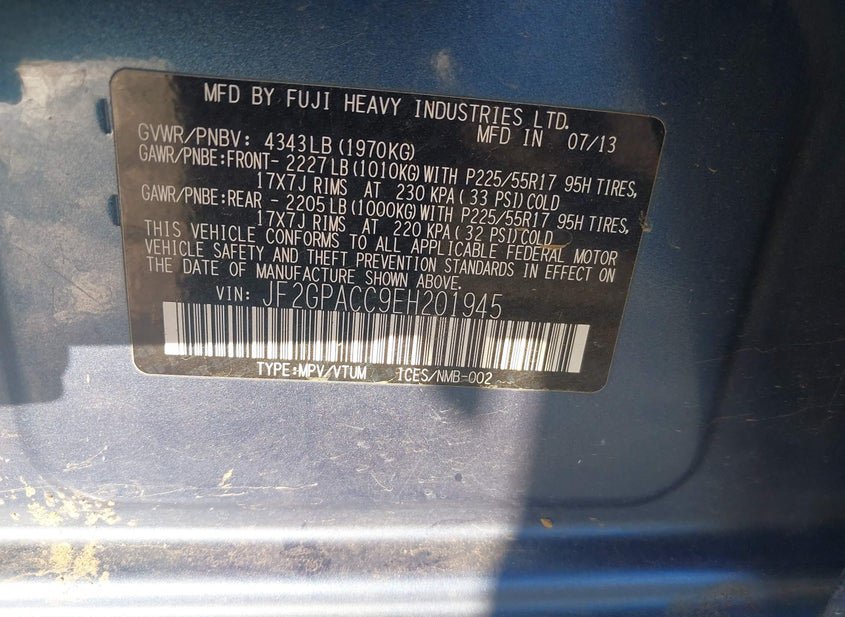 MFD BY FUJI HEAVY INDUSTRIES LTD.
MFD IN 07/13
GVWR/PNBV: 4343LB(1970KG)
GAWR/PNBE:FRONT- 2227LB(1010KG)WITH P225/55R17 95H TIRES,
17X7J RIMS AT 230 KPA( 33 PSI)COLD
GAWR/PNBE:REAR - 2205LB(1000KG)WITH P225/55R17 95H TIRES,
17X7J RIMS AT 220 KPA( 32 PSI)COLD
THIS VEHICLE CONFORMS TO ALL APPLICABLE FEDERAL MOTOR
VEHICLE SAFETY AND THEFT PREVENTION STANDARDS IN EFFECT ON
THE DATE OF MANUFACTURE SHOWN ABOVE.
VIN: JF2GPACC9EH201945
TYPE:MPV/VTUM ICES/NMB-002